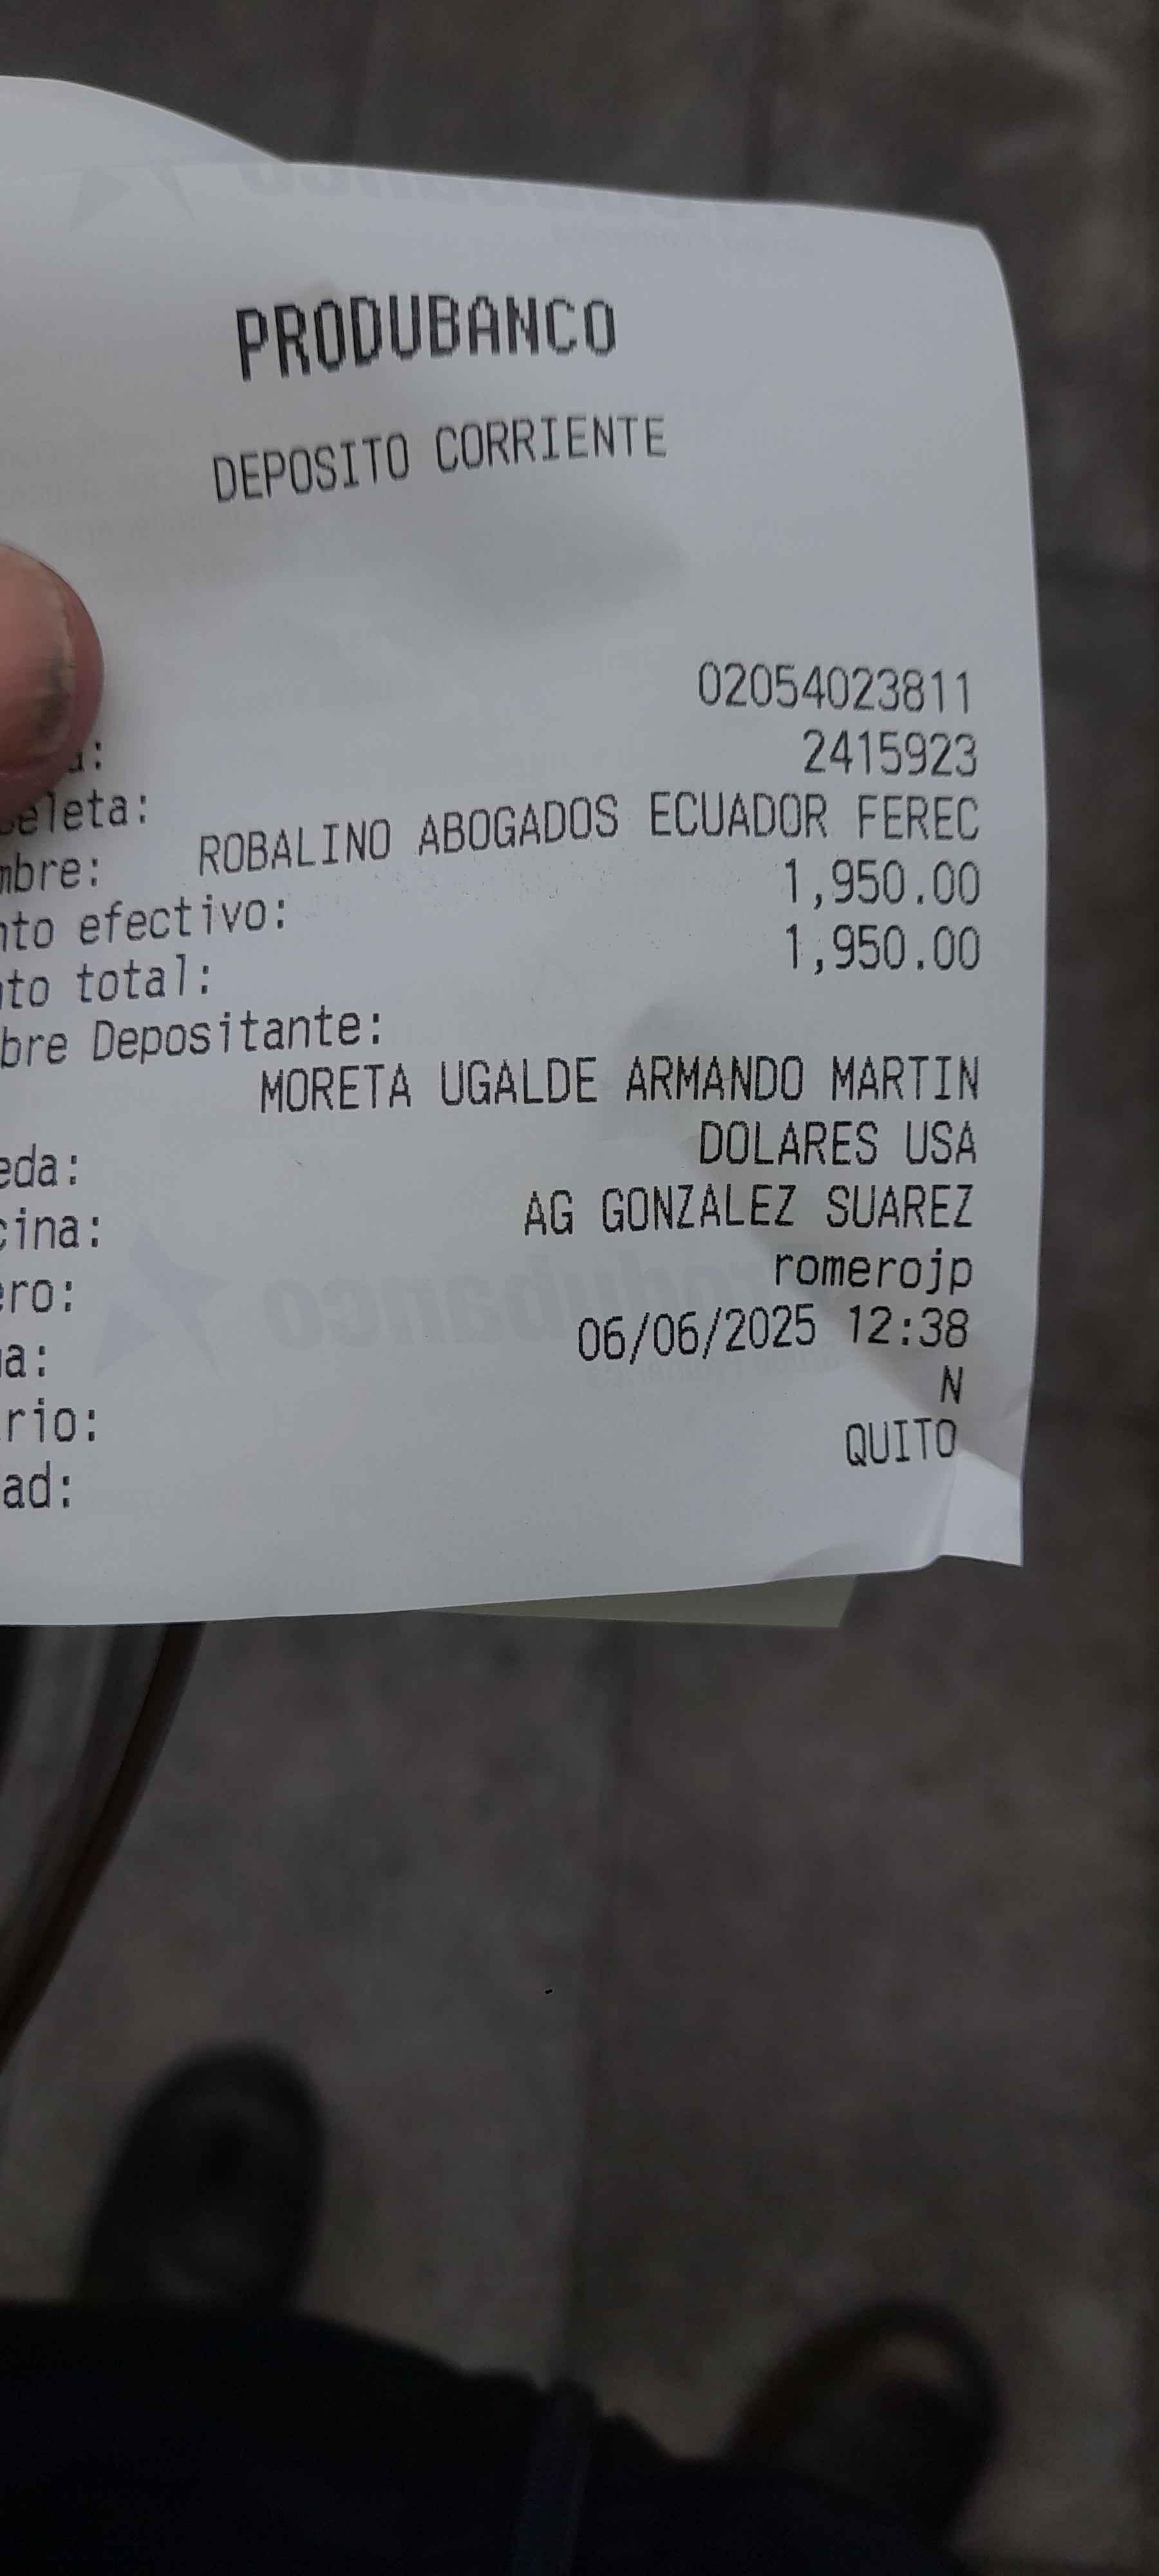 PRODUBANCO
DEPOSITO CORRIENTE
02054023811
a: 2415923
eleta: ROBALINO ABOGADOS ECUADOR FEREC
mbre: 1,950.00
nto efectivo: 1,950.00
nto total:
bre Depositante:
MORETA UGALDE ARMANDO MARTIN
eda: DOLARES USA
cina: AG GONZALEZ SUAREZ
ero: romerojp
a: 06/06/2025 12:38
rio: N
ad: QUITO